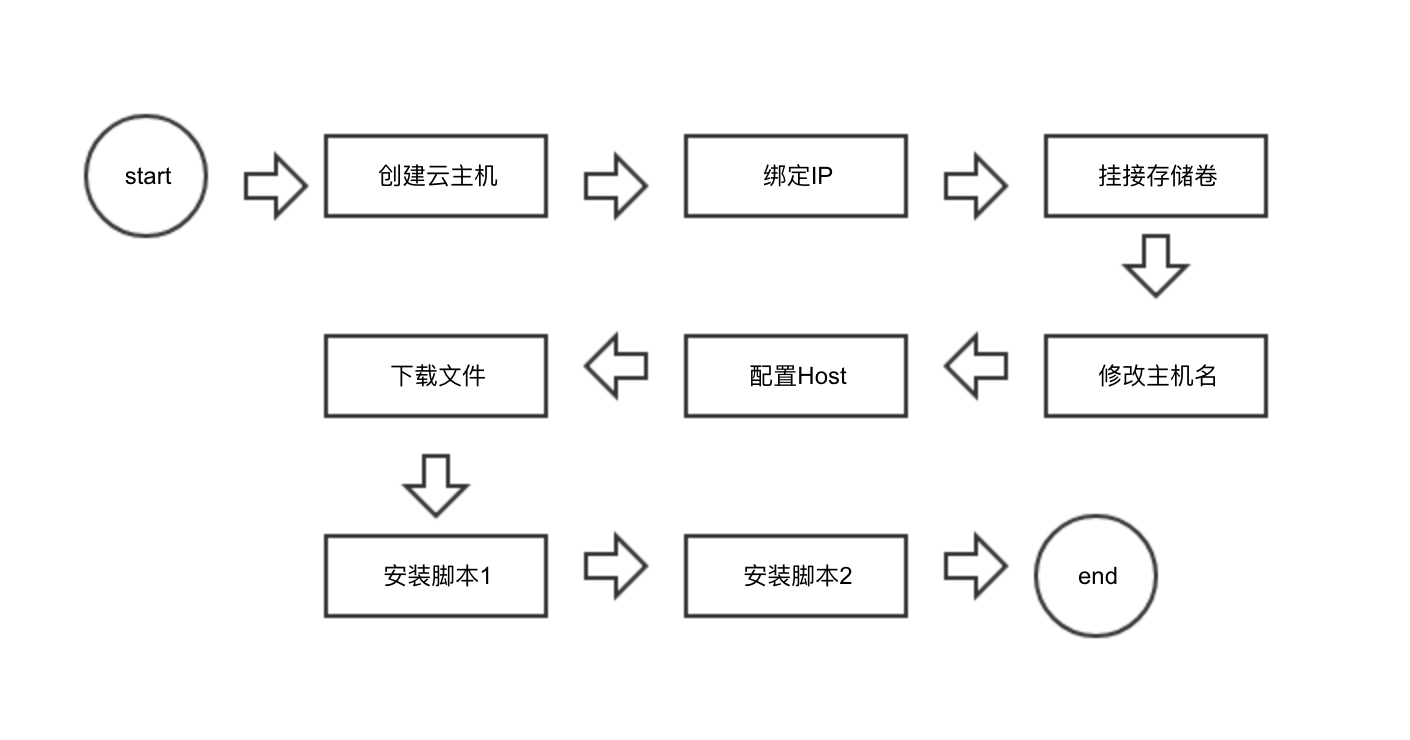 start
创建云主机
绑定IP
挂接存储卷
修改主机名
配置Host
下载文件
安装脚本1
安装脚本2
end